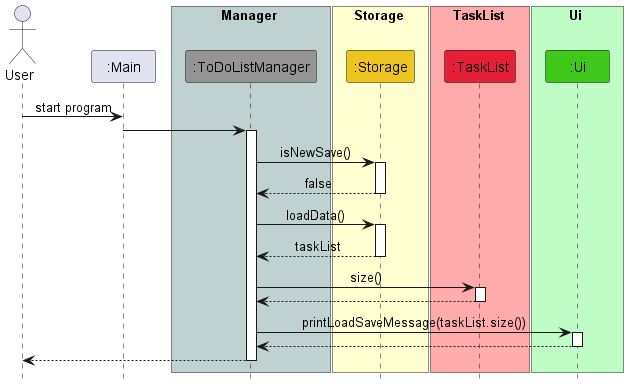 Manager
Storage
TaskList
Ui
User
:Main
:ToDoListManager
:Storage
:TaskList
:Ui
start program
isNewSave()
false
loadData()
taskList
size()
printLoadSaveMessage(taskList.size())